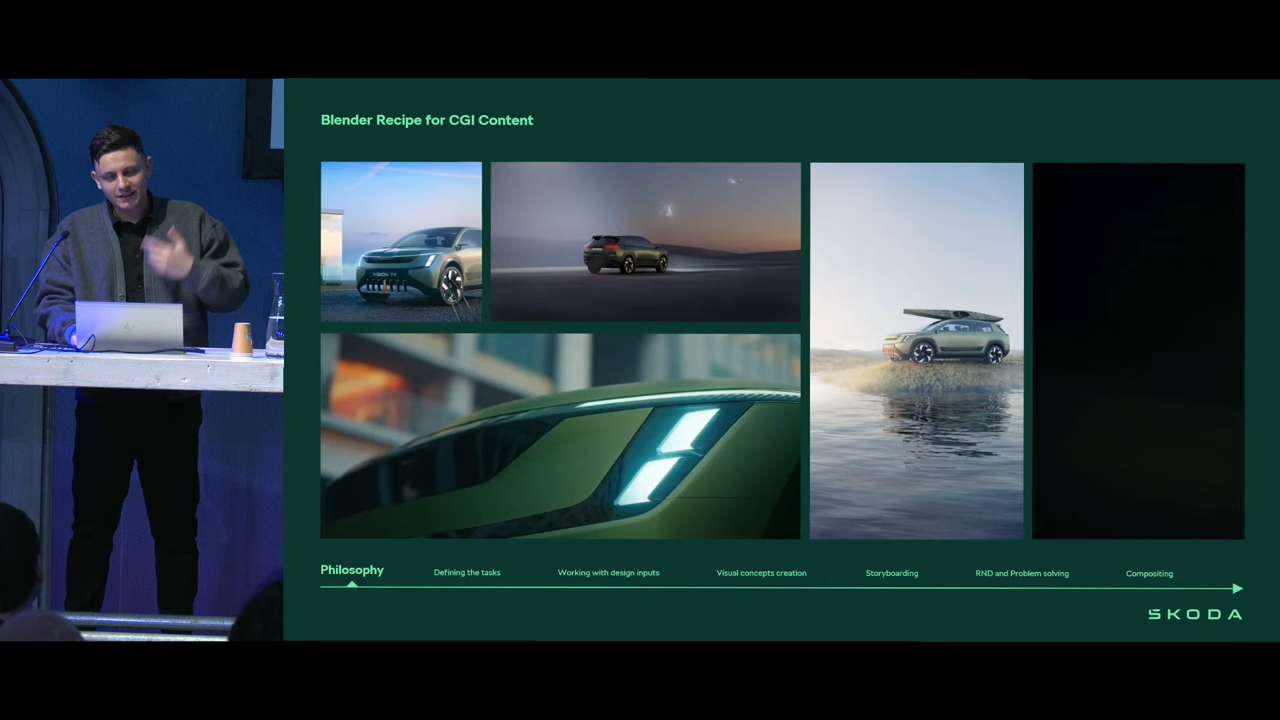 Blender Recipe for CGI Content
VISION 7S
Philosophy
Defining the tasks
Working with design inputs
Visual concepts creation
Storyboarding
RND and Problem solving
Compositing
ŠKODA